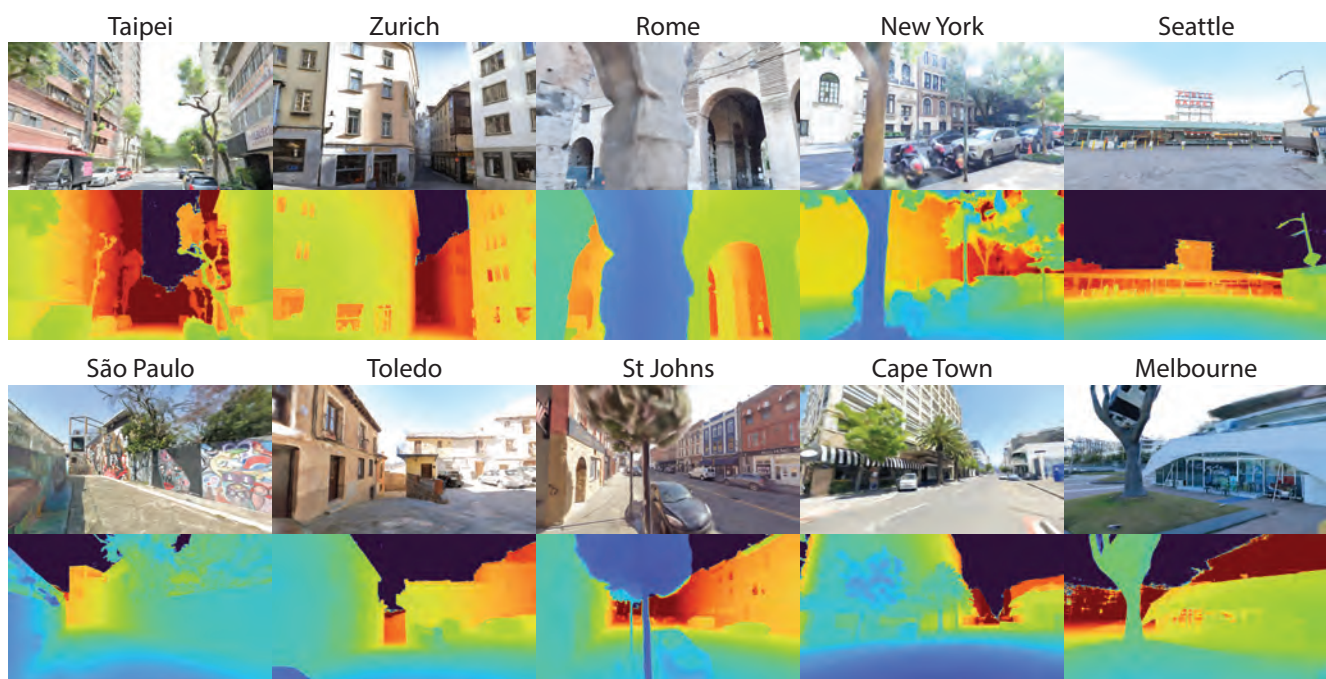 Taipei
Zurich
Rome
New York
Seattle
São Paulo
Toledo
St Johns
Cape Town
Melbourne